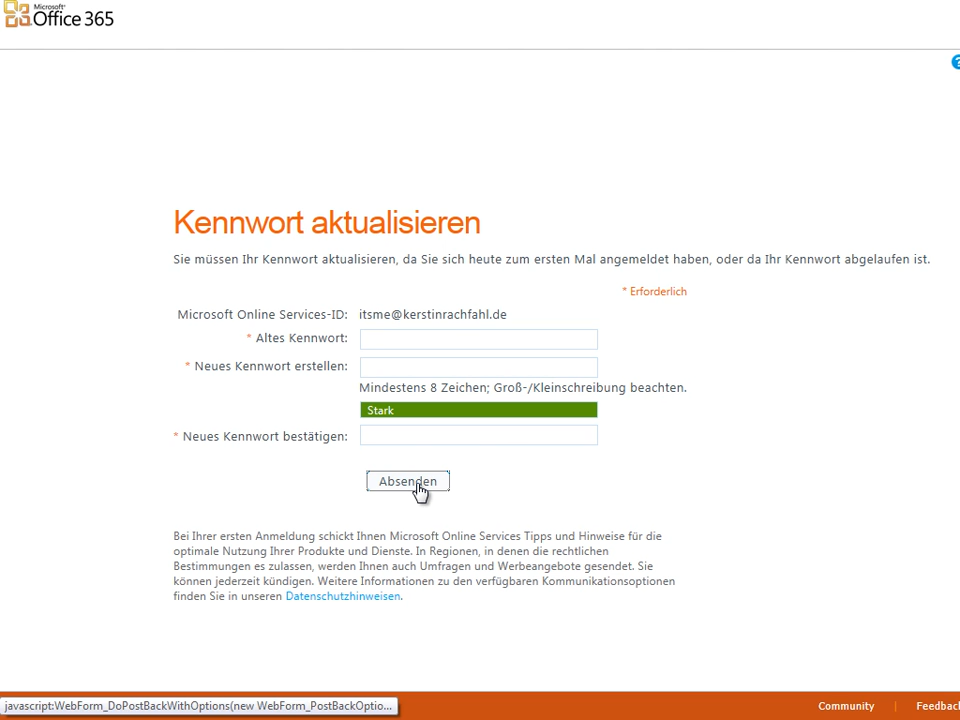 Microsoft®
Office 365
?
Kennwort aktualisieren
Sie müssen Ihr Kennwort aktualisieren, da Sie sich heute zum ersten Mal angemeldet haben, oder da Ihr Kennwort abgelaufen ist.
* Erforderlich
Microsoft Online Services-ID: itsme@kerstinrachfahl.de
* Altes Kennwort:
* Neues Kennwort erstellen:
Mindestens 8 Zeichen; Groß-/Kleinschreibung beachten.
Stark
* Neues Kennwort bestätigen:
Absenden
Bei Ihrer ersten Anmeldung schickt Ihnen Microsoft Online Services Tipps und Hinweise für die
optimale Nutzung Ihrer Produkte und Dienste. In Regionen, in denen die rechtlichen
Bestimmungen es zulassen, werden Ihnen auch Umfragen und Werbeangebote gesendet. Sie
können jederzeit kündigen. Weitere Informationen zu den verfügbaren Kommunikationsoptionen
finden Sie in unseren Datenschutzhinweisen.
javascript:WebForm_DoPostBackWithOptions(new WebForm_PostBackOptio...
Community | Feedback